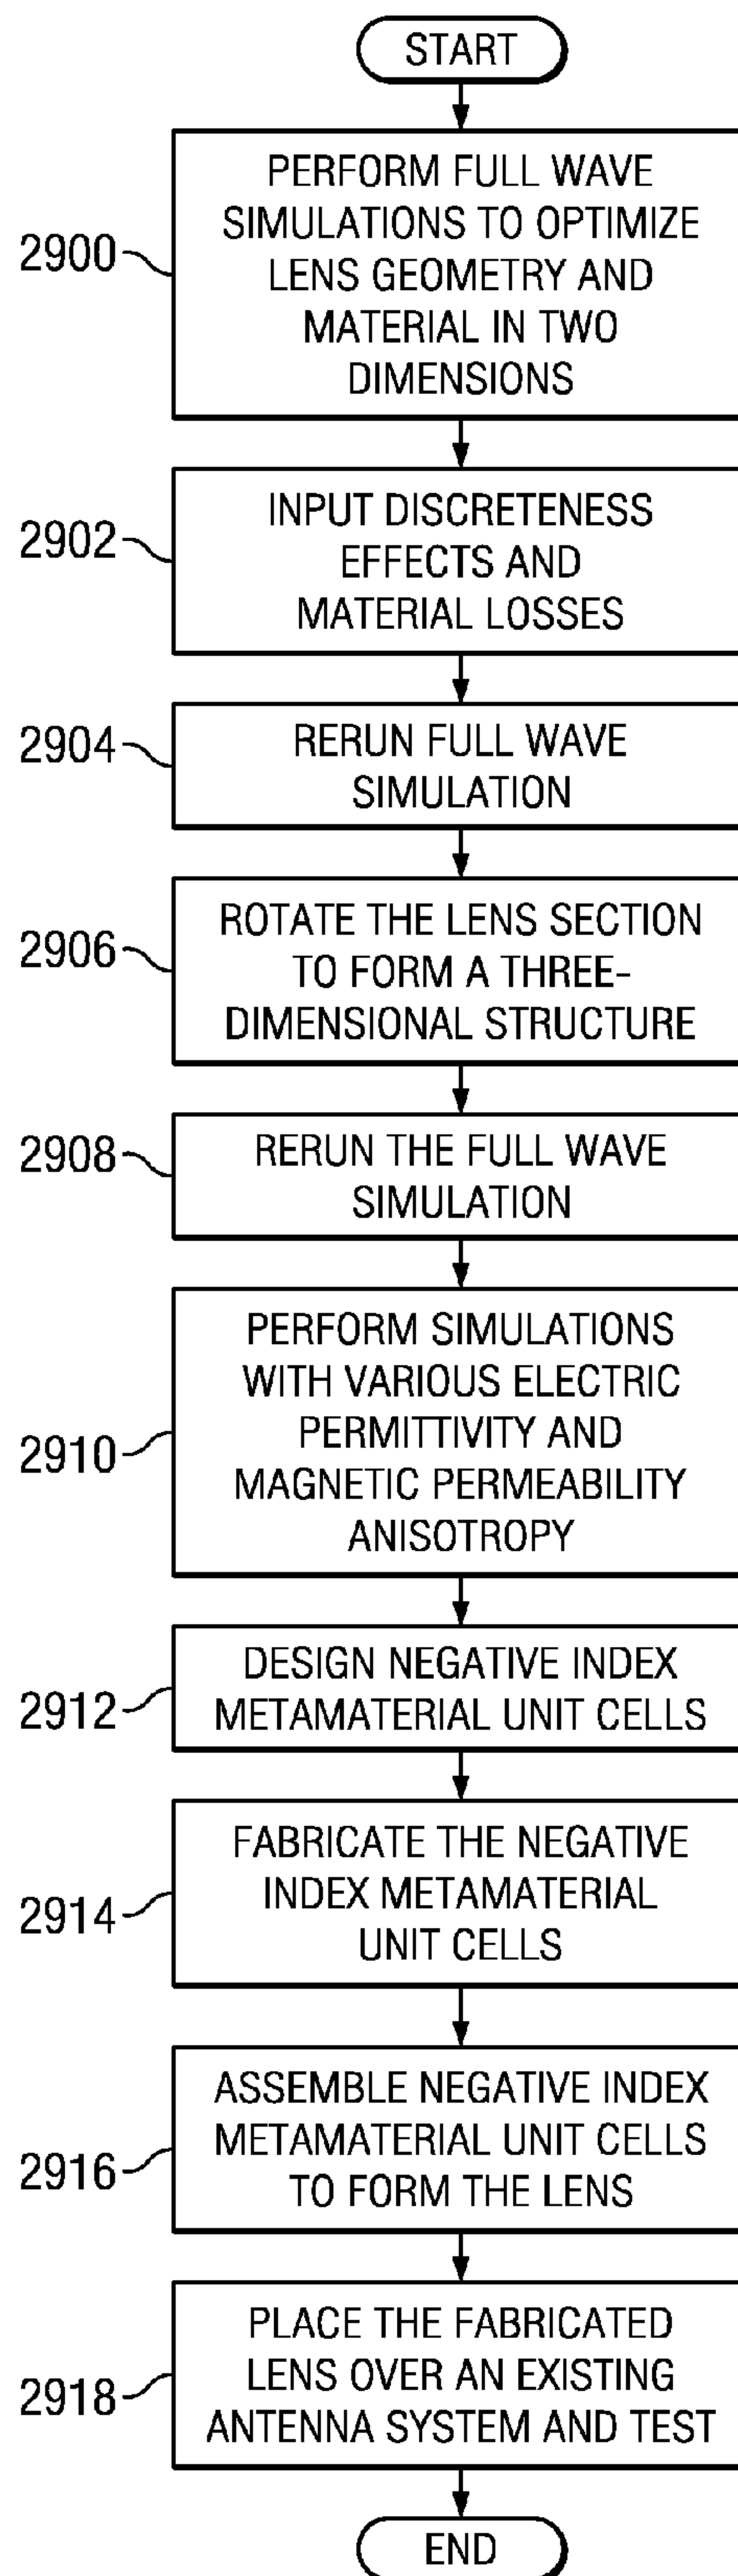 START
2900
PERFORM FULL WAVE
SIMULATIONS TO OPTIMIZE
LENS GEOMETRY AND
MATERIAL IN TWO
DIMENSIONS
2902
INPUT DISCRETENESS
EFFECTS AND
MATERIAL LOSSES
2904
RERUN FULL WAVE
SIMULATION
2906
ROTATE THE LENS SECTION
TO FORM A THREE-
DIMENSIONAL STRUCTURE
2908
RERUN THE FULL WAVE
SIMULATION
2910
PERFORM SIMULATIONS
WITH VARIOUS ELECTRIC
PERMITTIVITY AND
MAGNETIC PERMEABILITY
ANISOTROPY
2912
DESIGN NEGATIVE INDEX
METAMATERIAL UNIT CELLS
2914
FABRICATE THE NEGATIVE
INDEX METAMATERIAL
UNIT CELLS
2916
ASSEMBLE NEGATIVE INDEX
METAMATERIAL UNIT CELLS
TO FORM THE LENS
2918
PLACE THE FABRICATED
LENS OVER AN EXISTING
ANTENNA SYSTEM AND TEST
END